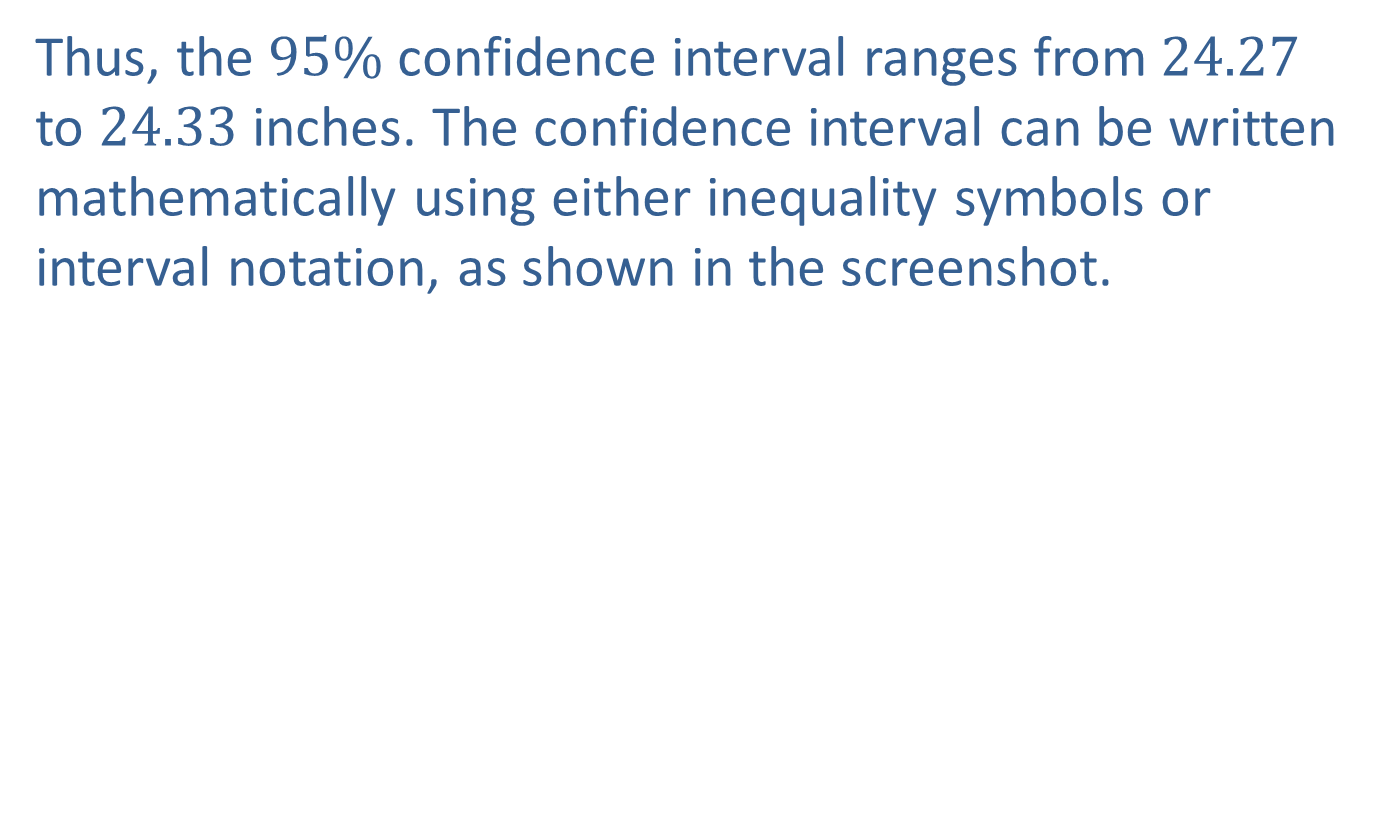 Thus, the 95% confidence interval ranges from 24.27
to 24.33 inches. The confidence interval can be written
mathematically using either inequality symbols or
interval notation, as shown in the screenshot.